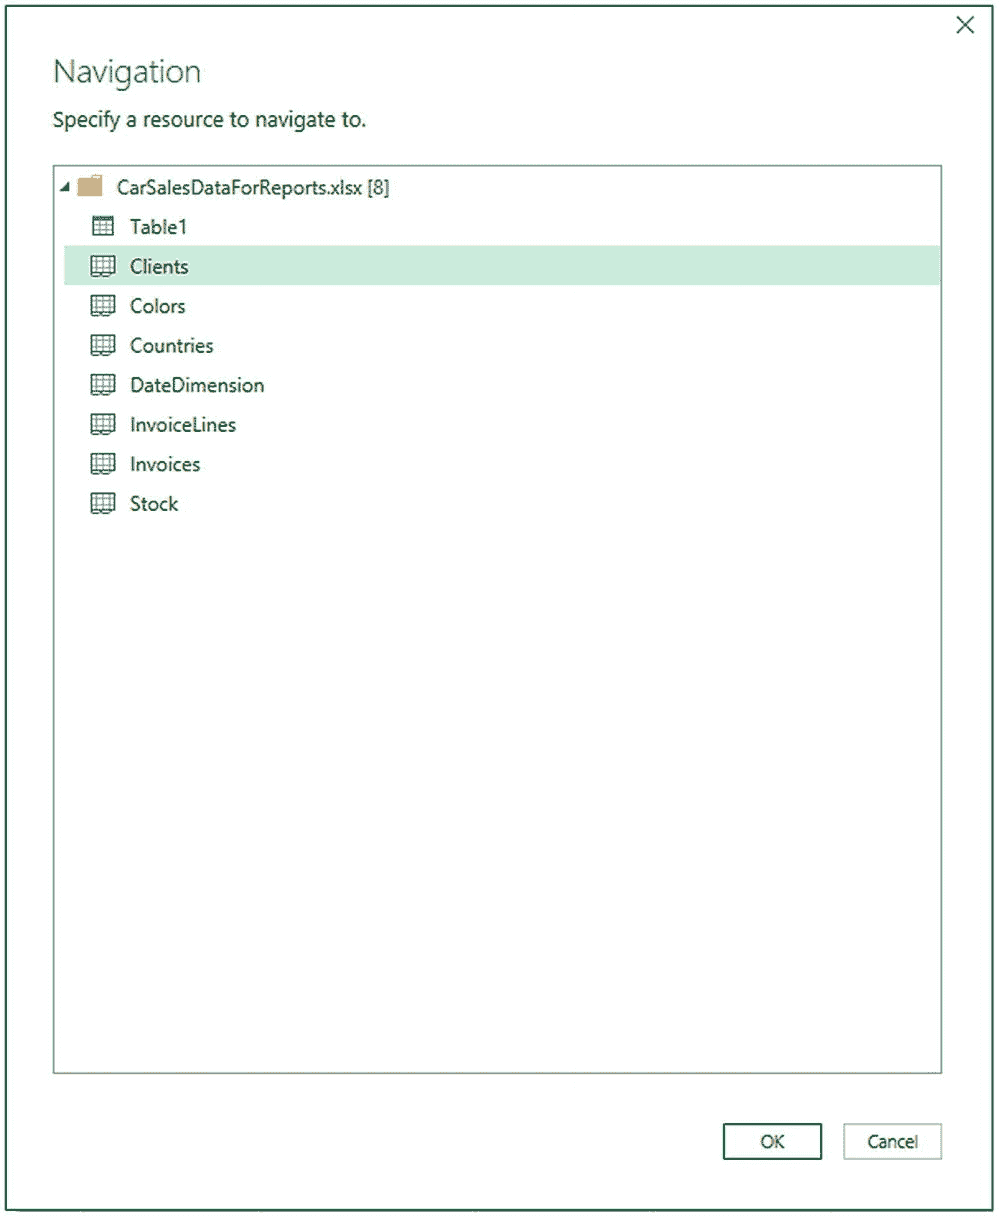 Navigation
Specify a resource to navigate to.
CarSalesDataForReports.xlsx [8]
Table1
Clients
Colors
Countries
DateDimension
InvoiceLines
Invoices
Stock
OK
Cancel